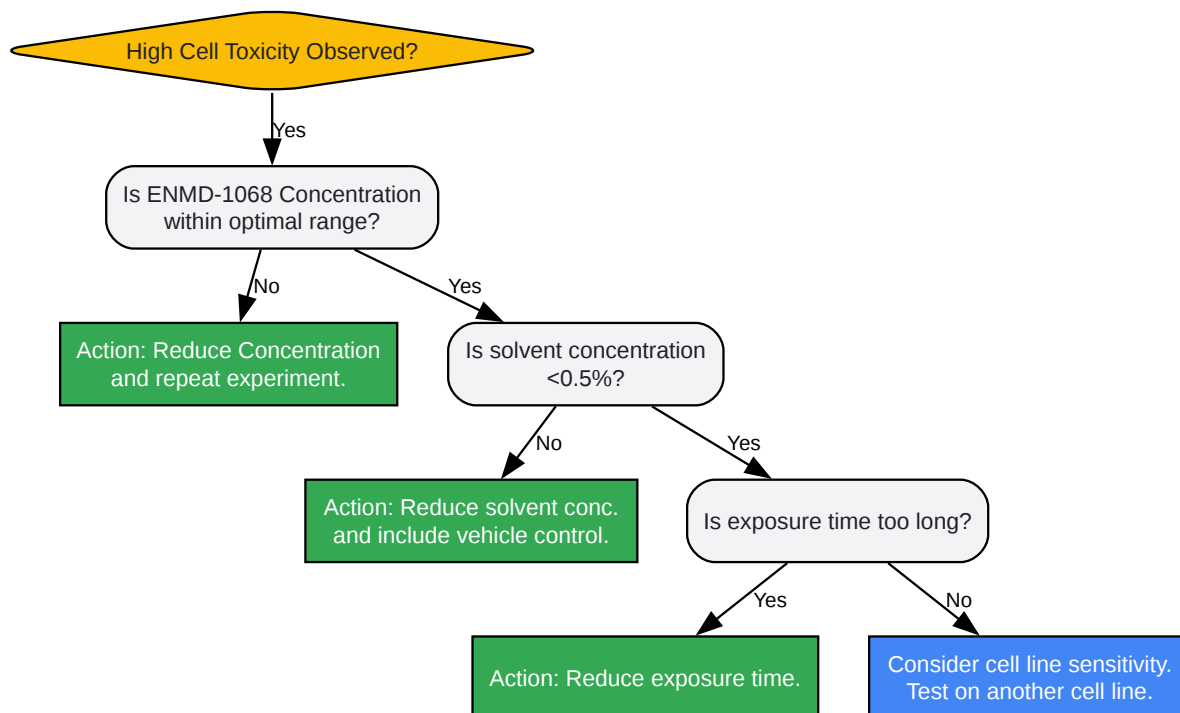 High Cell Toxicity Observed?
Yes
Is ENMD-1068 Concentration
within optimal range?
No
Yes
Action: Reduce Concentration
and repeat experiment.
Is solvent concentration
<0.5%?
No
Yes
Action: Reduce solvent conc.
and include vehicle control.
Is exposure time too long?
Yes
No
Action: Reduce exposure time.
Consider cell line sensitivity.
Test on another cell line.